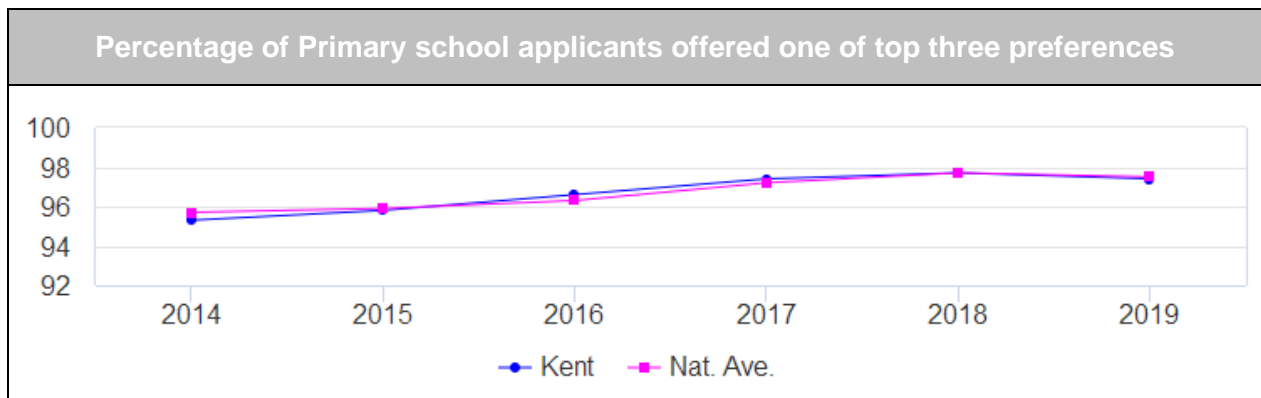 Percentage of Primary school applicants offered one of top three preferences
100
98
96
94
92
2014 2015 2016 2017 2018 2019
Kent Nat. Ave.